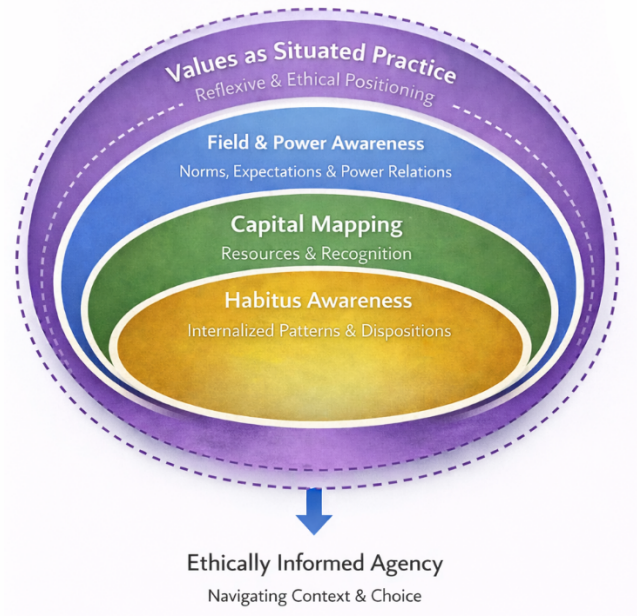 Values as Situated Practice
Reflexive & Ethical Positioning
Field & Power Awareness
Norms, Expectations & Power Relations
Capital Mapping
Resources & Recognition
Habitus Awareness
Internalized Patterns & Dispositions
Ethically Informed Agency
Navigating Context & Choice